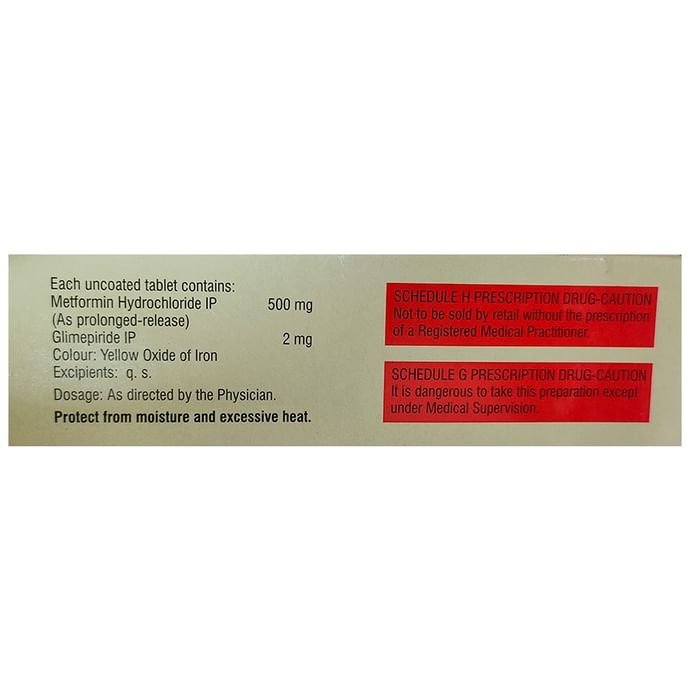 Each uncoated tablet contains:
Metformin Hydrochloride IP 500 mg
(As prolonged-release)
Glimepiride IP 2 mg
Colour: Yellow Oxide of Iron
Excipients: q. s.
Dosage: As directed by the Physician.
Protect from moisture and excessive heat.
SCHEDULE H PRESCRIPTION DRUG-CAUTION
Not to be sold by retail without the prescription
of a Registered Medical Practitioner.
SCHEDULE G PRESCRIPTION DRUG-CAUTION
It is dangerous to take this preparation except
under Medical Supervision.